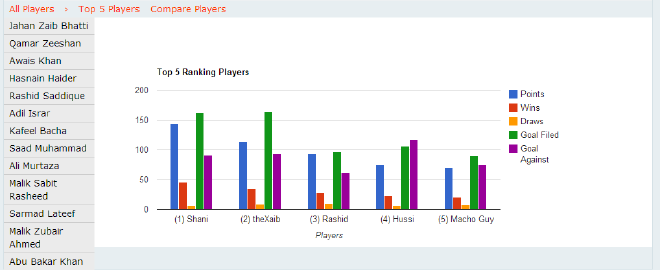 All Players > Top 5 Players Compare Players
Jahan Zaib Bhatti
Qamar Zeeshan
Awais Khan
Hasnain Haider
Rashid Saddique
Adil Israr
Kafeel Bacha
Saad Muhammad
Ali Murtaza
Malik Sabit
Rasheed
Sarmad Lateef
Malik Zubair
Ahmed
Abu Bakar Khan
Top 5 Ranking Players
200
150
100
50
0
(1) Shani (2) theXaib (3) Rashid (4) Hussi (5) Macho Guy
Players
Points
Wins
Draws
Goal Filed
Goal
Against